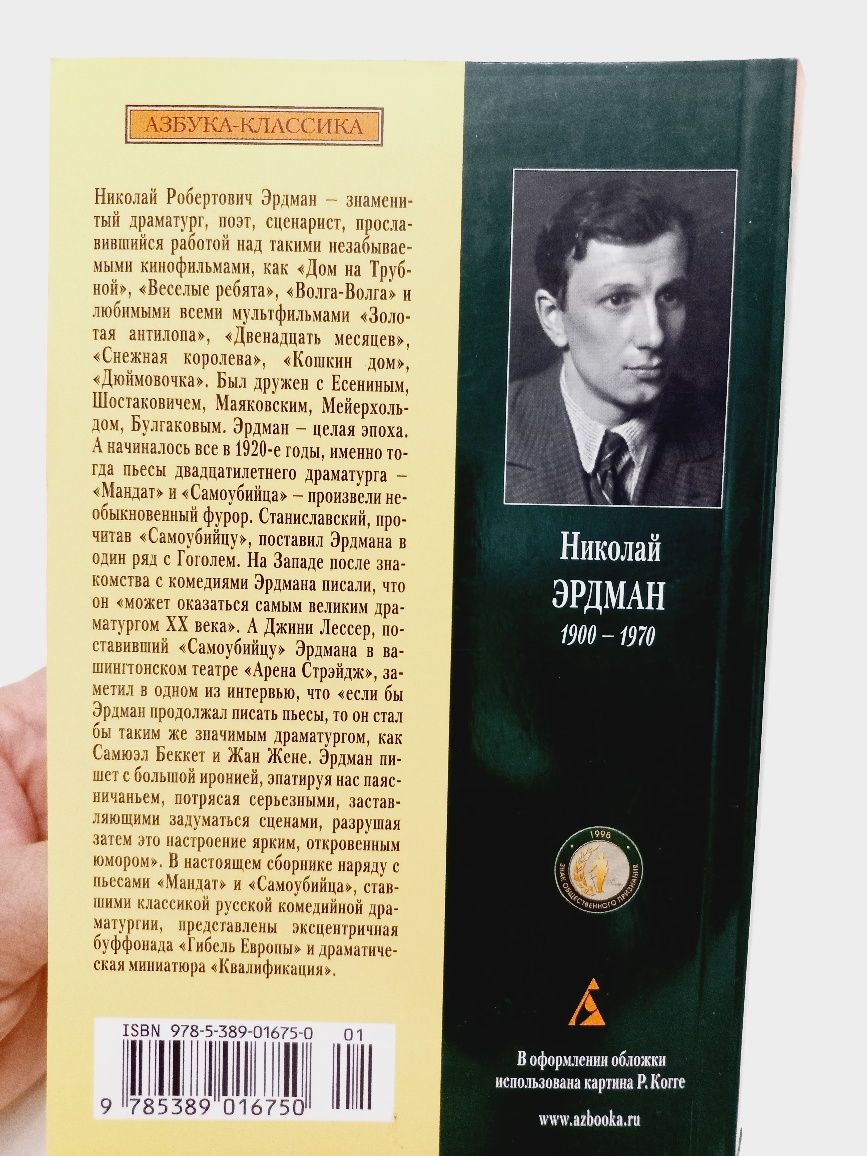 АЗБУКА-КЛАССИКА
Николай Робертович Эрдман – знамени-
тый драматург, поэт, сценарист, просла-
вившийся работой над такими незабывае-
мыми кинофильмами, как «Дом на Труб-
ной», «Веселые ребята», «Волга-Волга» и
любимыми всеми мультфильмами «Золо-
тая антилопа», «Двенадцать месяцев»,
«Снежная королева», «Кошкин дом»,
«Дюймовочка». Был дружен с Есениным,
Шостаковичем, Маяковским, Мейерхоль-
дом, Булгаковым. Эрдман – целая эпоха.
А начиналось все в 1920-е годы, именно то-
гда пьесы двадцатилетнего драматурга –
«Мандат» и «Самоубийца» – произвели не-
обыкновенный фурор. Станиславский, про-
читав «Самоубийцу», поставил Эрдмана в
один ряд с Гоголем. На Западе после зна-
комства с комедиями Эрдмана писали, что
он «может оказаться самым великим дра-
матургом XX века». А Джини Лессер, по-
ставивший «Самоубийцу» Эрдмана в ва-
шингтонском театре «Арена Стрэйдж», за-
метил в одном из интервью, что «если бы
Эрдман продолжал писать пьесы, то он стал
бы таким же значимым драматургом, как
Самюэл Беккет и Жан Жене. Эрдман пи-
шет с большой иронией, эпатируя нас паяс-
ничаньем, потрясая серьезными, застав-
ляющими задуматься сценами, разрушая
затем это настроение ярким, откровенным
юмором». В настоящем сборнике наряду с
пьесами «Мандат» и «Самоубийца», став-
шими классикой русской комедийной дра-
матургии, представлены эксцентричная
буффонада «Гибель Европы» и драматиче-
ская миниатюра «Квалификация».
ISBN 978-5-389-01675-0 01
9 785389 016750
Николай
ЭРДМАН
1900 – 1970
1998
ЗНАК ОБЩЕСТВЕННОГО ПРИЗНАНИЯ
В оформлении обложки
использована картина Р. Когге
www.azbooka.ru